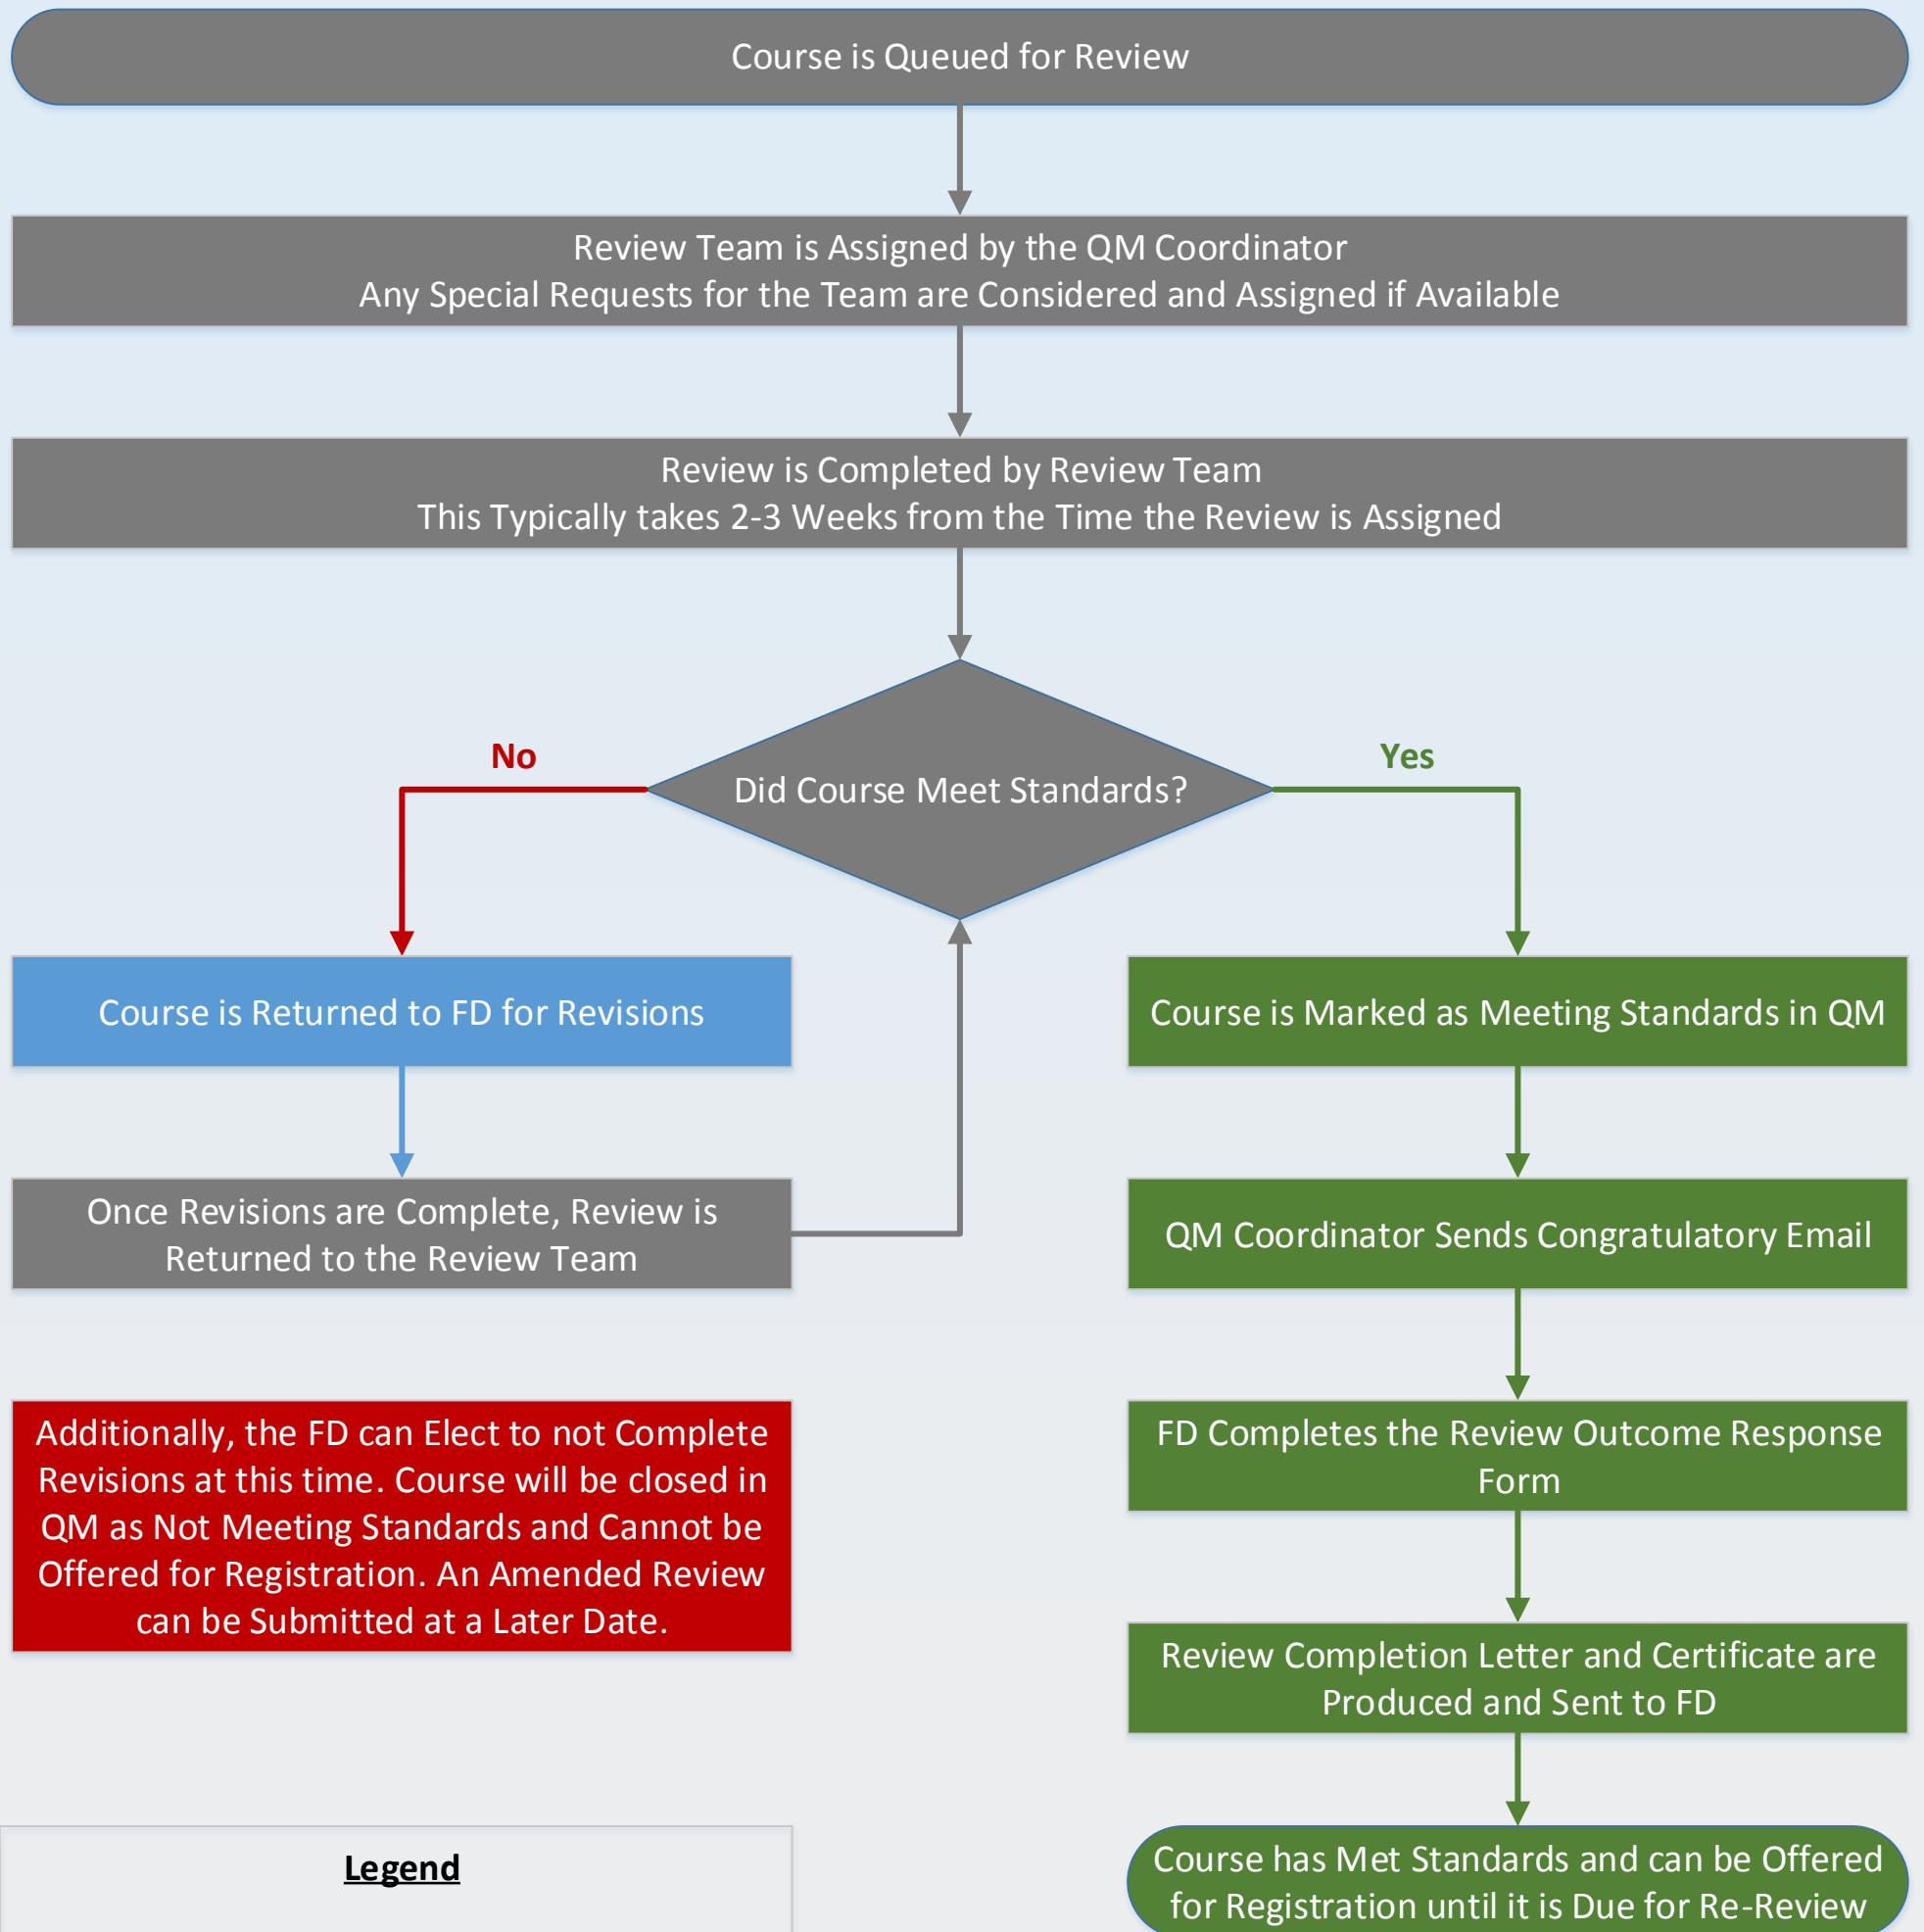 Course is Queued for Review
Review Team is Assigned by the QM Coordinator
Any Special Requests for the Team are Considered and Assigned if Available
Review is Completed by Review Team
This Typically takes 2-3 Weeks from the Time the Review is Assigned
Did Course Meet Standards?
No
Yes
Course is Returned to FD for Revisions
Once Revisions are Complete, Review is
Returned to the Review Team
Additionally, the FD can Elect to not Complete
Revisions at this time. Course will be closed in
QM as Not Meeting Standards and Cannot be
Offered for Registration. An Amended Review
can be Submitted at a Later Date.
Course is Marked as Meeting Standards in QM
QM Coordinator Sends Congratulatory Email
FD Completes the Review Outcome Response
Form
Review Completion Letter and Certificate are
Produced and Sent to FD
Course has Met Standards and can be Offered
for Registration until it is Due for Re-Review
Legend